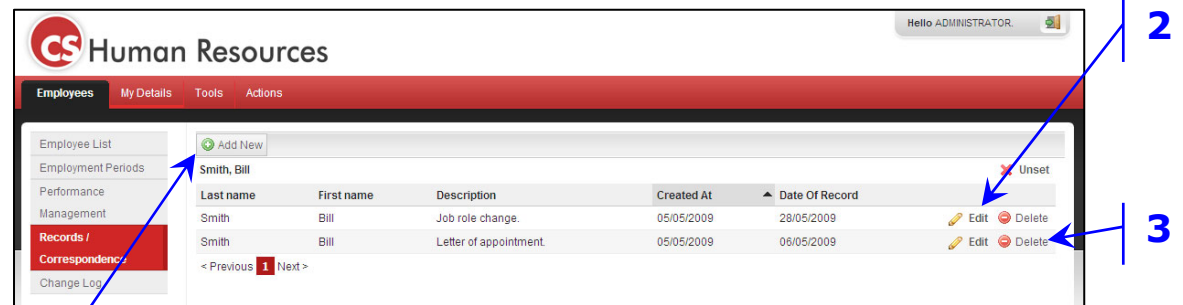 Hello ADMINISTRATOR.
2
CS Human Resources
Employees My Details Tools Actions
Employee List
Employment Periods
Performance
Management
Records /
Correspondence
Change Log
Add New
Smith, Bill Unset
Last name First name Description Created At Date Of Record
Smith Bill Job role change. 05/05/2009 28/05/2009 Edit Delete
Smith Bill Letter of appointment. 05/05/2009 06/05/2009 Edit Delete
3
< Previous 1 Next >